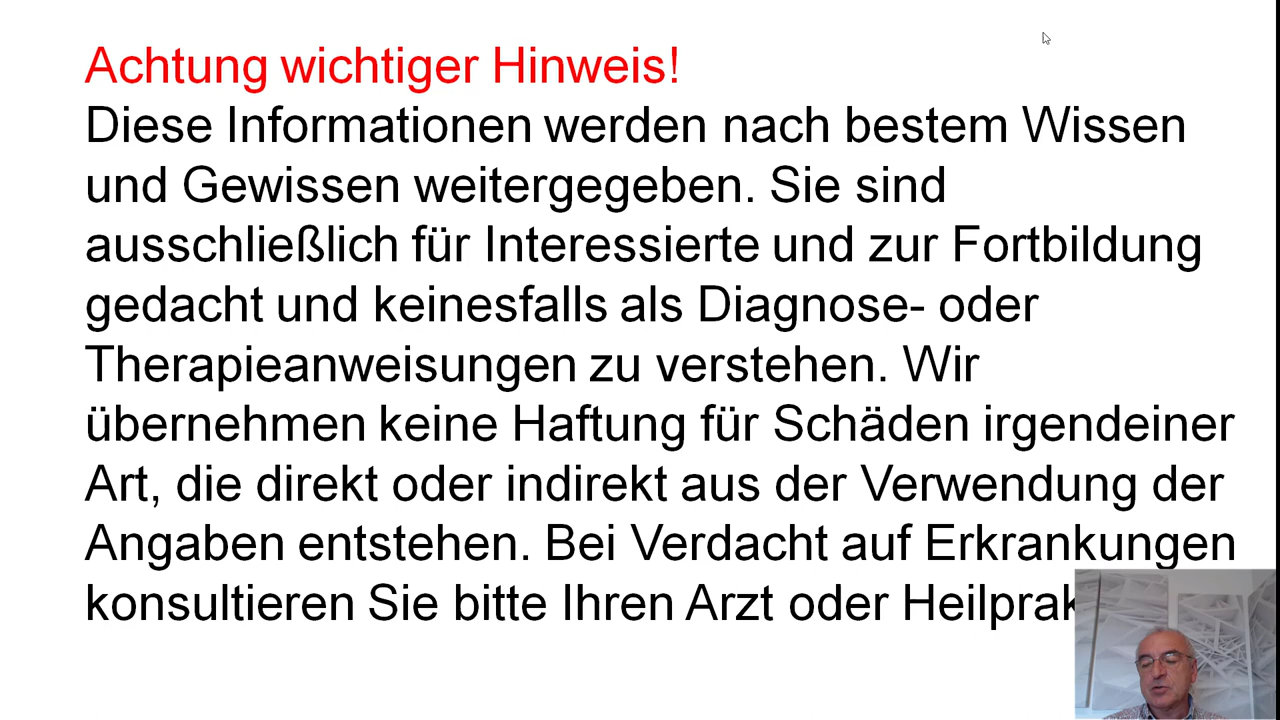 Achtung wichtiger Hinweis!
Diese Informationen werden nach bestem Wissen
und Gewissen weitergegeben. Sie sind
ausschließlich für Interessierte und zur Fortbildung
gedacht und keinesfalls als Diagnose- oder
Therapieanweisungen zu verstehen. Wir
übernehmen keine Haftung für Schäden irgendeiner
Art, die direkt oder indirekt aus der Verwendung der
Angaben entstehen. Bei Verdacht auf Erkrankungen
konsultieren Sie bitte Ihren Arzt oder